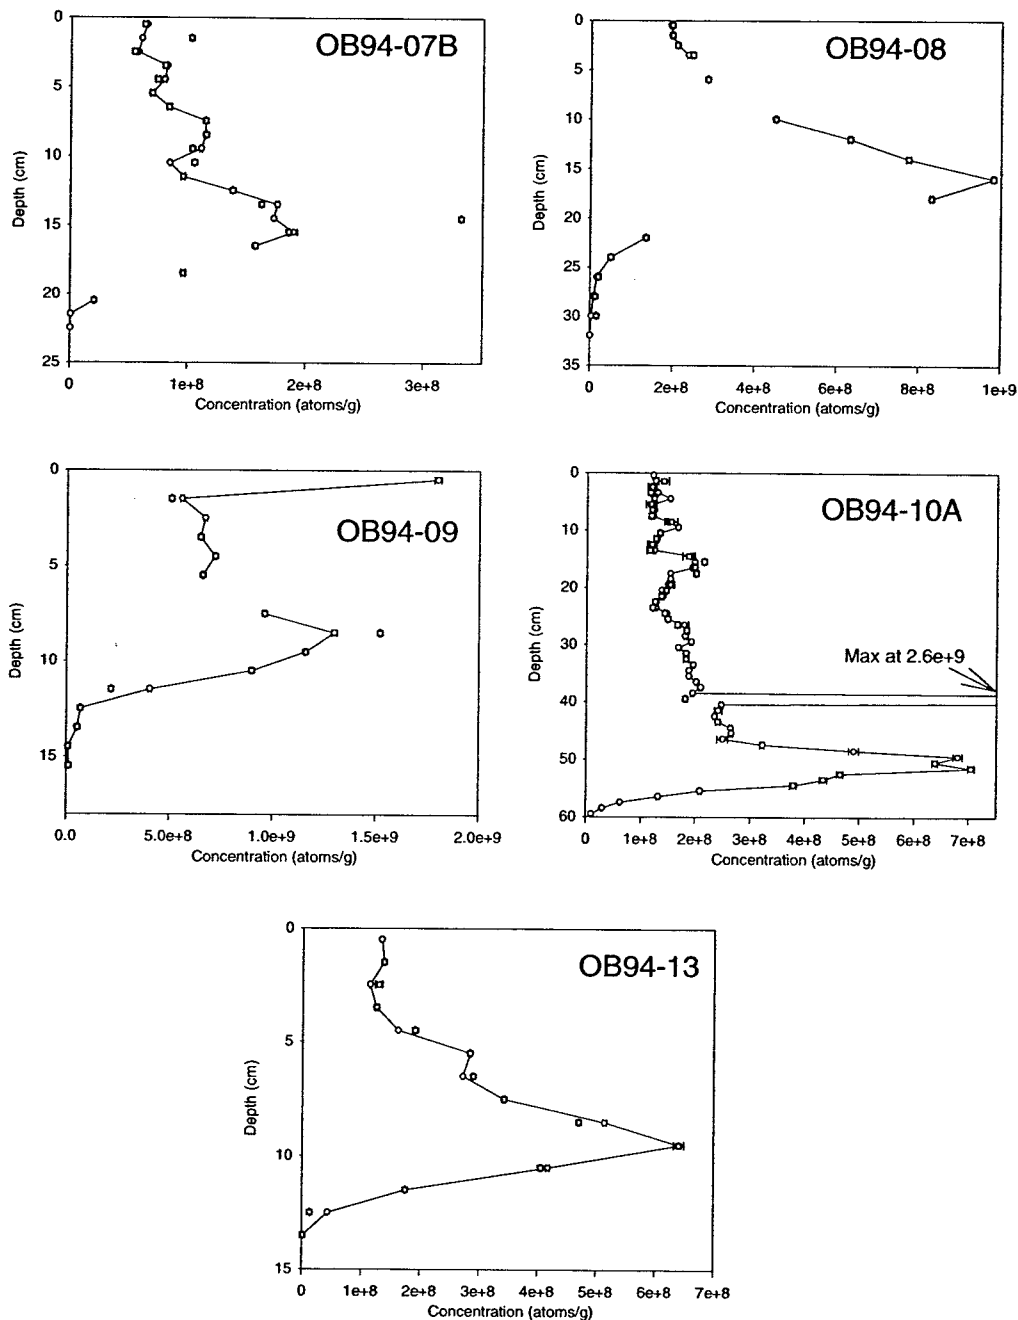 OB94-07B
0
5
10
15
20
25
Depth (cm)
0 1e+8 2e+8 3e+8
Concentration (atoms/g)
OB94-08
0
5
10
15
20
25
30
35
Depth (cm)
0 2e+8 4e+8 6e+8 8e+8 1e+9
Concentration (atoms/g)
OB94-09
0
5
10
15
Depth (cm)
0.0 5.0e+8 1.0e+9 1.5e+9 2.0e+9
Concentration (atoms/g)
OB94-10A
Max at 2.6e+9
0
10
20
30
40
50
60
Depth (cm)
0 1e+8 2e+8 3e+8 4e+8 5e+8 6e+8 7e+8
Concentration (atoms/g)
OB94-13
0
5
10
15
Depth (cm)
0 1e+8 2e+8 3e+8 4e+8 5e+8 6e+8 7e+8
Concentration (atoms/g)